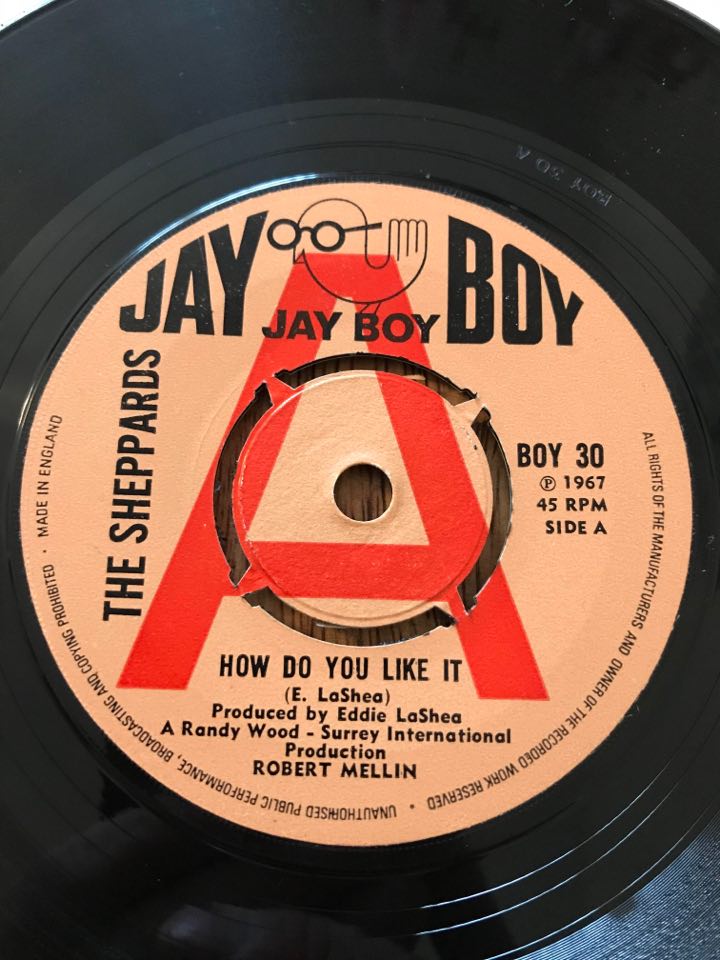 BOY 30 A
JAY BOY
JAY BOY
THE SHEPPARDS
A
BOY 30
℗ 1967
45 RPM
SIDE A
HOW DO YOU LIKE IT
(E. LaShea)
Produced by Eddie LaShea
A Randy Wood - Surrey International
Production
ROBERT MELLIN
ALL RIGHTS OF THE MANUFACTURERS AND OWNER OF THE RECORDED WORK RESERVED • UNAUTHORISED PUBLIC PERFORMANCE, BROADCASTING AND COPYING PROHIBITED • MADE IN ENGLAND